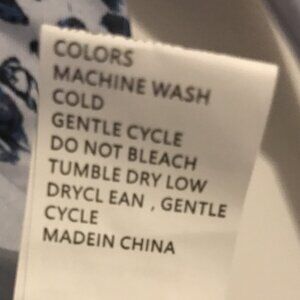 COLORS
MACHINE WASH
COLD
GENTLE CYCLE
DO NOT BLEACH
TUMBLE DRY LOW
DRYCL EAN , GENTLE
CYCLE
MADEIN CHINA